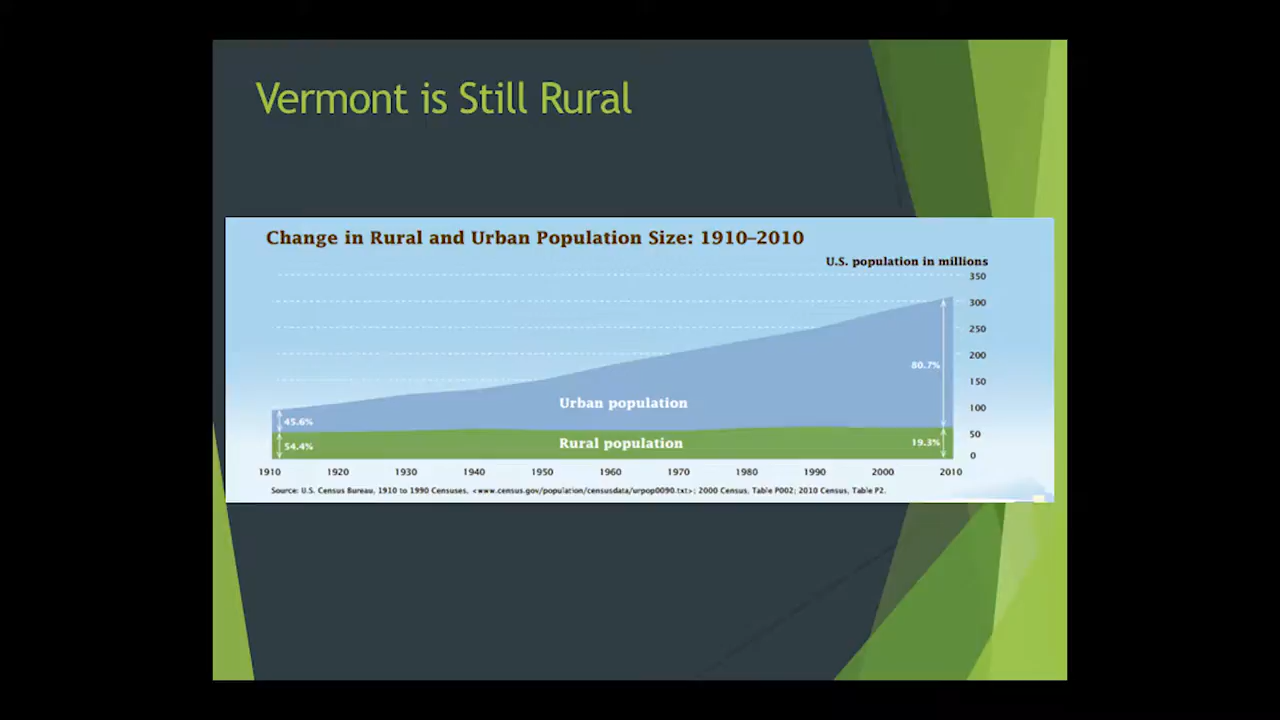 Vermont is Still Rural
Change in Rural and Urban Population Size: 1910–2010
U.S. population in millions
350
300
250
200
80.7%
150
Urban population
100
45.6%
50
Rural population
19.3%
54.4%
0
1910 1920 1930 1940 1950 1960 1970 1980 1990 2000 2010
Source: U.S. Census Bureau, 1910 to 1990 Censuses, <www.census.gov/population/censusdata/urpop0090.txt>; 2000 Census, Table P002; 2010 Census, Table P2.